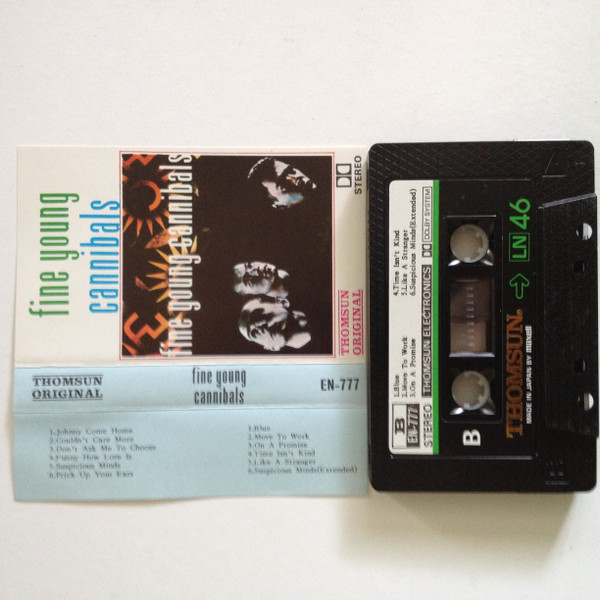 fine young
cannibals
fine young cannibals
STEREO
THOMSUN
ORIGINAL
THOMSUN
ORIGINAL
fine young
cannibals
EN-777
1.Johnny Come Home
2.Couldn't Care More
3.Don't Ask Me To Choose
4.Funny How Love Is
5.Suspicious Minds
6.Prick Up Your Ears
1.Blue
2.Move To Work
3.On A Promise
4.Time Isn't Kind
5.Like A Stranger
6.Suspicious Minds(Extended)
B
EN-777
STEREO
1.Blue
2.Move To Work
3.On A Promise
4.Time Isn't Kind
5.Like A Stranger
6.Suspicious Minds(Extended)
THOMSUN ELECTRONICS
DOLBY SYSTEM
B
THOMSUN
LN 46
MADE IN JAPAN BY maxell